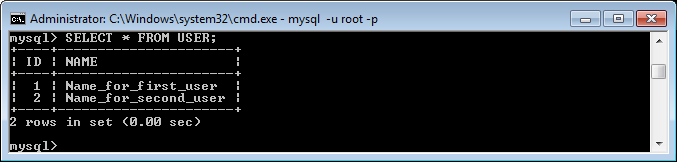 Administrator: C:\Windows\system32\cmd.exe - mysql  -u root -p
mysql> SELECT * FROM USER;
+----+----------------------+
| ID | NAME                 |
+----+----------------------+
|  1 | Name_for_first_user  |
|  2 | Name_for_second_user |
+----+----------------------+
2 rows in set (0.00 sec)
mysql>